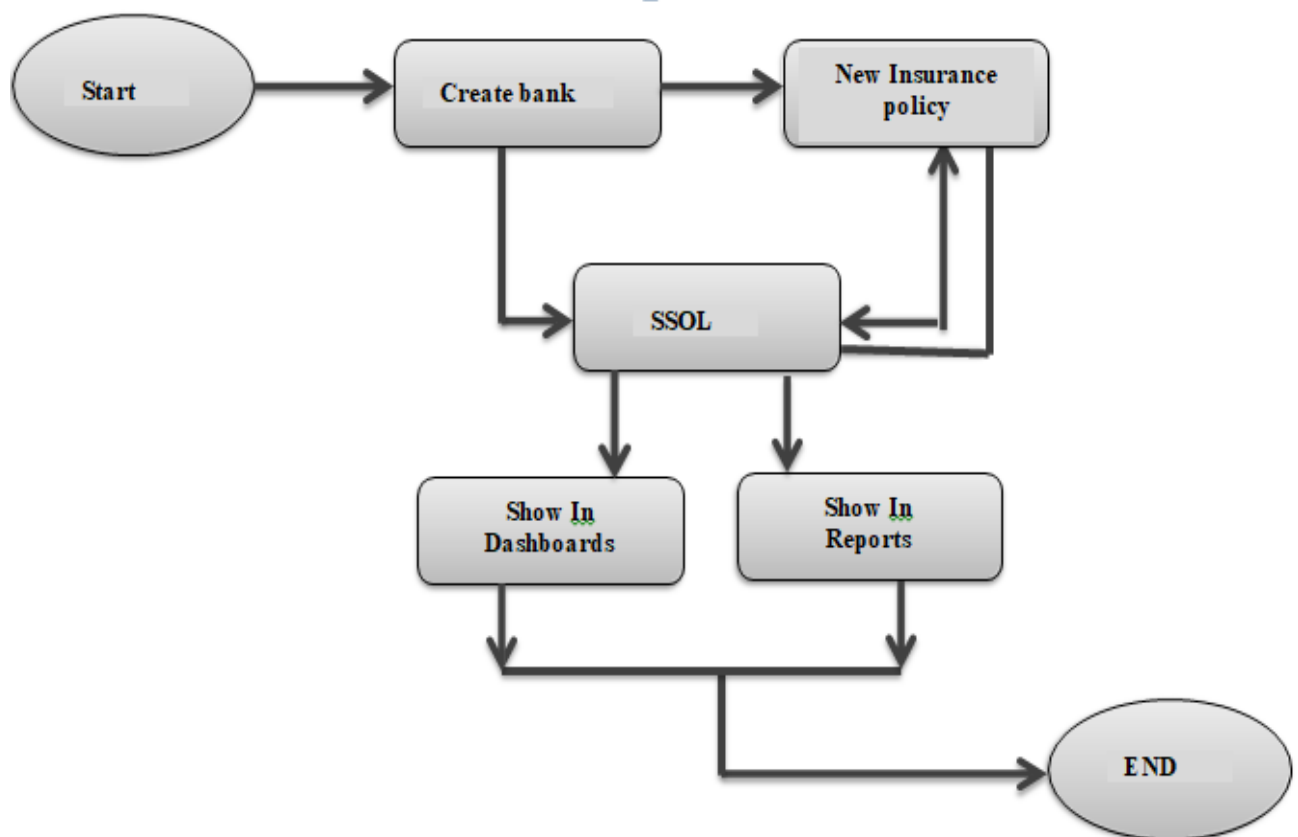 Start
Create bank
New Insurance
policy
SSOL
Show In
Dashboards
Show In
Reports
END